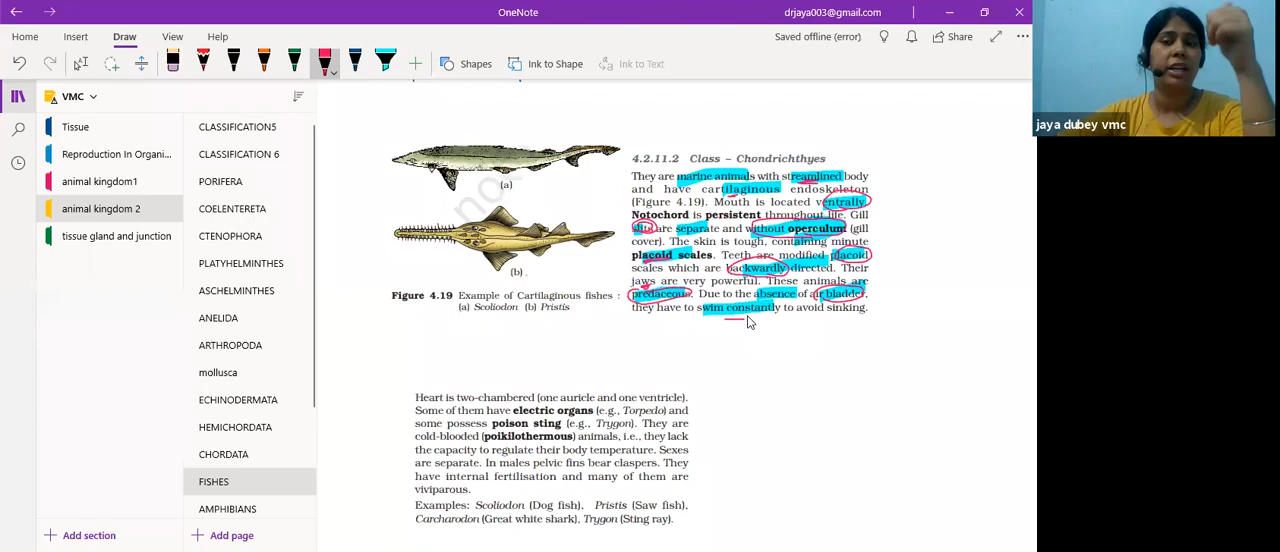 OneNote
drjaya003@gmail.com
Home
Insert
Draw
View
Help
Class Notebook
Saved offline (error)
Share
Shapes
Ink to Shape
Ink to Text
VMC
Tissue
Reproduction In Organi...
animal kingdom1
animal kingdom 2
tissue gland and junction
CLASSIFICATION5
CLASSIFICATION 6
PORIFERA
COELENTERETA
CTENOPHORA
PLATYHELMINTHES
ASCHELMINTHES
ANELIDA
ARTHROPODA
mollusca
ECHINODERMATA
HEMICHORDATA
CHORDATA
FISHES
AMPHIBIANS
Add section
Add page
(a)
(b)
Figure 4.19 Example of Cartilaginous fishes :
(a) Scoliodon (b) Pristis
4.2.11.2 Class – Chondrichthyes
They are marine animals with streamlined body
and have cartilaginous endoskeleton
(Figure 4.19). Mouth is located ventrally.
Notochord is persistent throughout life. Gill
slits are separate and without operculum (gill
cover). The skin is tough, containing minute
placoid scales. Teeth are modified placoid
scales which are backwardly directed. Their
jaws are very powerful. These animals are
predaceous. Due to the absence of air bladder,
they have to swim constantly to avoid sinking.
Heart is two-chambered (one auricle and one ventricle).
Some of them have electric organs (e.g., Torpedo) and
some possess poison sting (e.g., Trygon). They are
cold-blooded (poikilothermous) animals, i.e., they lack
the capacity to regulate their body temperature. Sexes
are separate. In males pelvic fins bear claspers. They
have internal fertilisation and many of them are
viviparous.
Examples: Scoliodon (Dog fish), Pristis (Saw fish),
Carcharodon (Great white shark), Trygon (Sting ray).
jaya dubey vmc